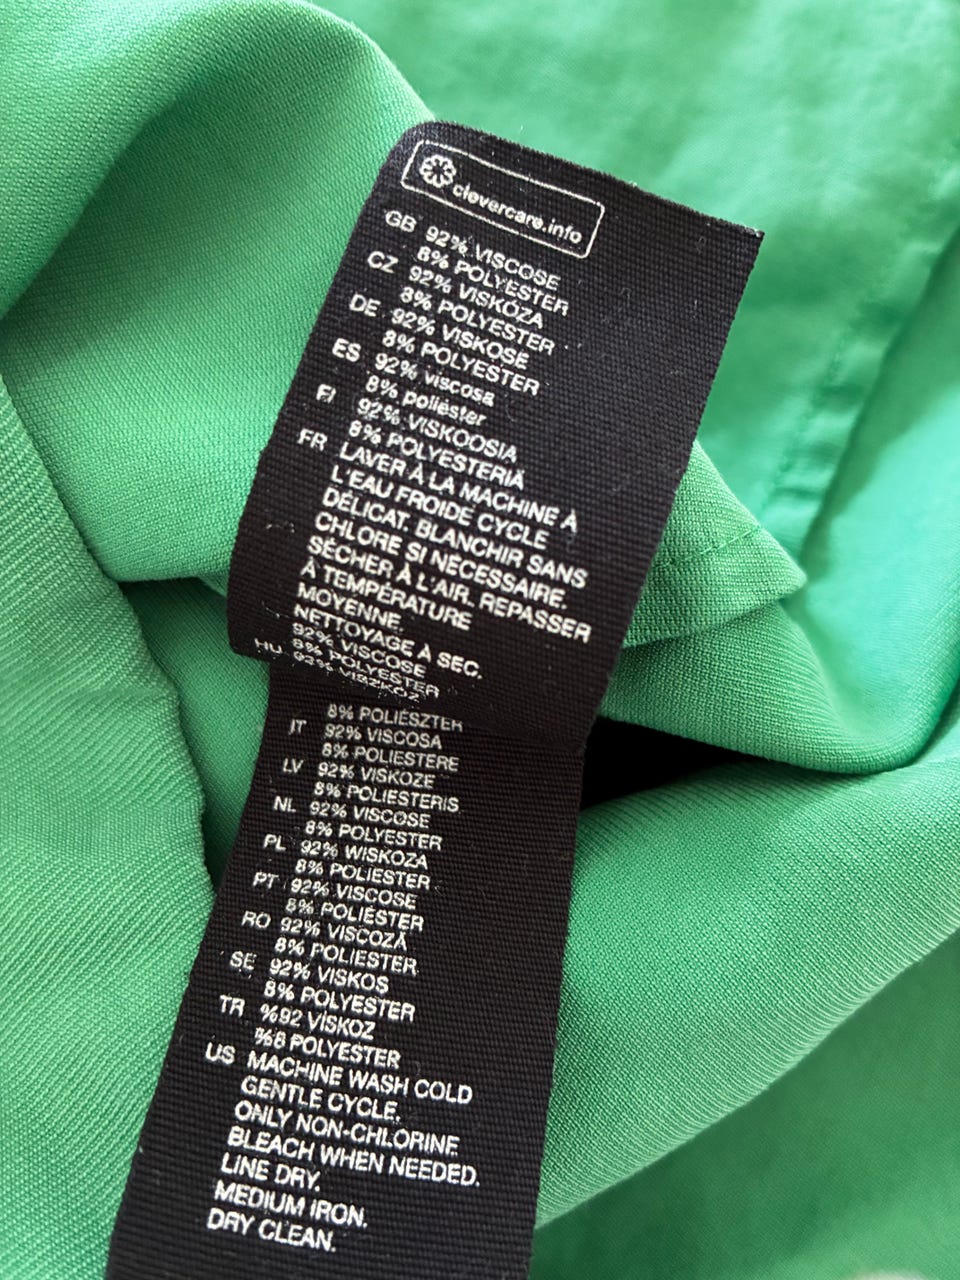 clevercare.info
GB 92% VISCOSE
8% POLYESTER
CZ 92% VISKÓZA
8% POLYESTER
DE 92% VISKOSE
8% POLYESTER
ES 92% viscosa
8% poliéster
FI 92% VISKOOSIA
8% POLYESTERIÄ
FR LAVER À LA MACHINE À
L'EAU FROIDE CYCLE
DÉLICAT. BLANCHIR SANS
CHLORE SI NÉCESSAIRE.
SÉCHER À L'AIR. REPASSER
À TEMPÉRATURE
MOYENNE.
NETTOYAGE À SEC.
92% VISCOSE
8% POLYESTER
HU 92% VISZKÓZ
8% POLIÉSZTER
IT 92% VISCOSA
8% POLIESTERE
LV 92% VISKOZE
8% POLIESTERIS
NL 92% VISCOSE
8% POLYESTER
PL 92% WISKOZA
8% POLIESTER
PT 92% VISCOSE
8% POLIÉSTER
RO 92% VISCOZĂ
8% POLIESTER
SE 92% VISKOS
8% POLYESTER
TR %92 VİSKOZ
%8 POLYESTER
US MACHINE WASH COLD
GENTLE CYCLE.
ONLY NON-CHLORINE
BLEACH WHEN NEEDED.
LINE DRY.
MEDIUM IRON.
DRY CLEAN.